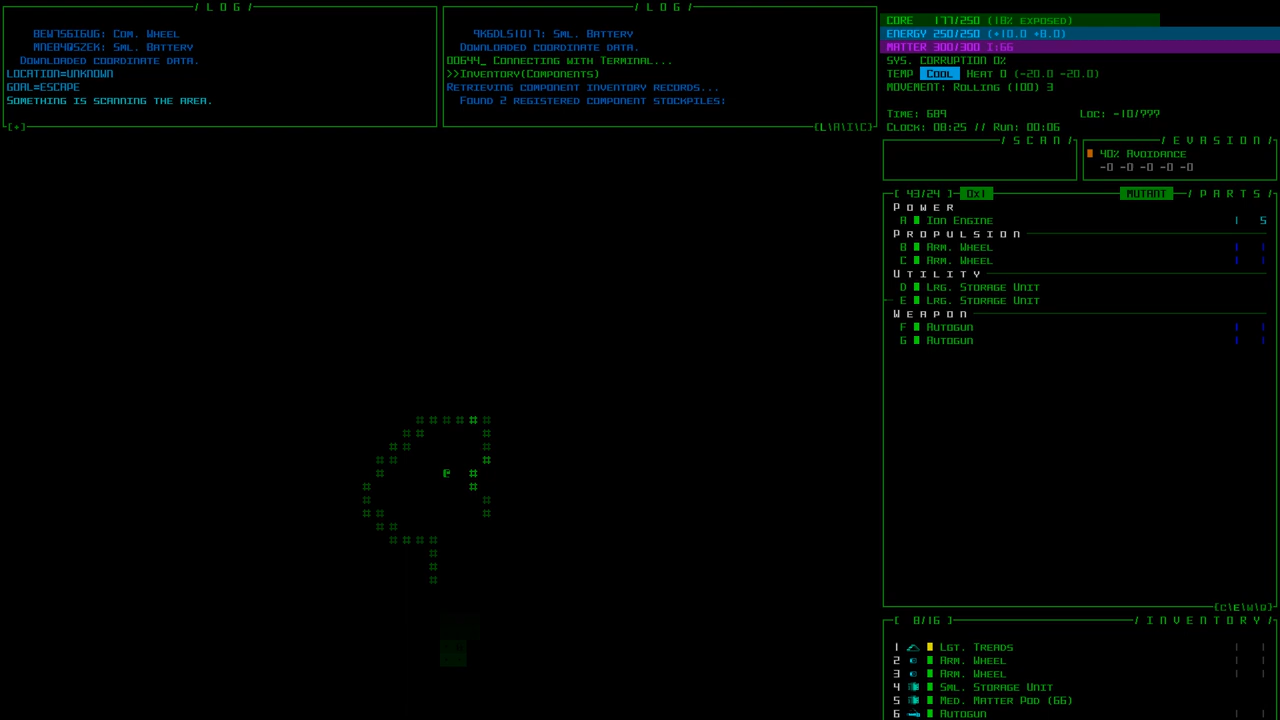 / L O G /
BEW7SGIGUG: Com. Wheel
MNEB4QSZEK: Sml. Battery
Downloaded coordinate data.
LOCATION=UNKNOWN
GOAL=ESCAPE
Something is scanning the area.
[+]
/ L O G /
9KGDLS1017: Sml. Battery
Downloaded coordinate data.
00644_ Connecting with Terminal...
>>Inventory(Components)
Retrieving component inventory records...
Found 2 registered component stockpiles:
[L\A\I\C]
CORE 177/250 (18% exposed)
ENERGY 250/250 (+10.0 +8.0)
MATTER 300/300 I:66
SYS. CORRUPTION 0%
TEMP Cool Heat 0 (-20.0 -20.0)
MOVEMENT: Rolling (100) 3
Time: 689 Loc: -10/???
Clock: 08:25 // Run: 00:06
/ S C A N /
/ E V A S I O N /
40% Avoidance
-0 -0 -0 -0 -0
[ 43/24 ] 0x1 MUTANT / P A R T S /
P o w e r
A Ion Engine 1 5
P r o p u l s i o n
B Arm. Wheel
C Arm. Wheel
U t i l i t y
D Lrg. Storage Unit
E Lrg. Storage Unit
W e a p o n
F Autogun
G Autogun
[C\E\W\Q]
[ 8/16 ] / I N V E N T O R Y /
1 Lgt. Treads
2 Arm. Wheel
3 Arm. Wheel
4 Sml. Storage Unit
5 Med. Matter Pod (66)
6 Autogun
# # # # # #
# # #
# # #
# # #
# @ #
# #
# #
# # #
# #
# # # #
#
#
#